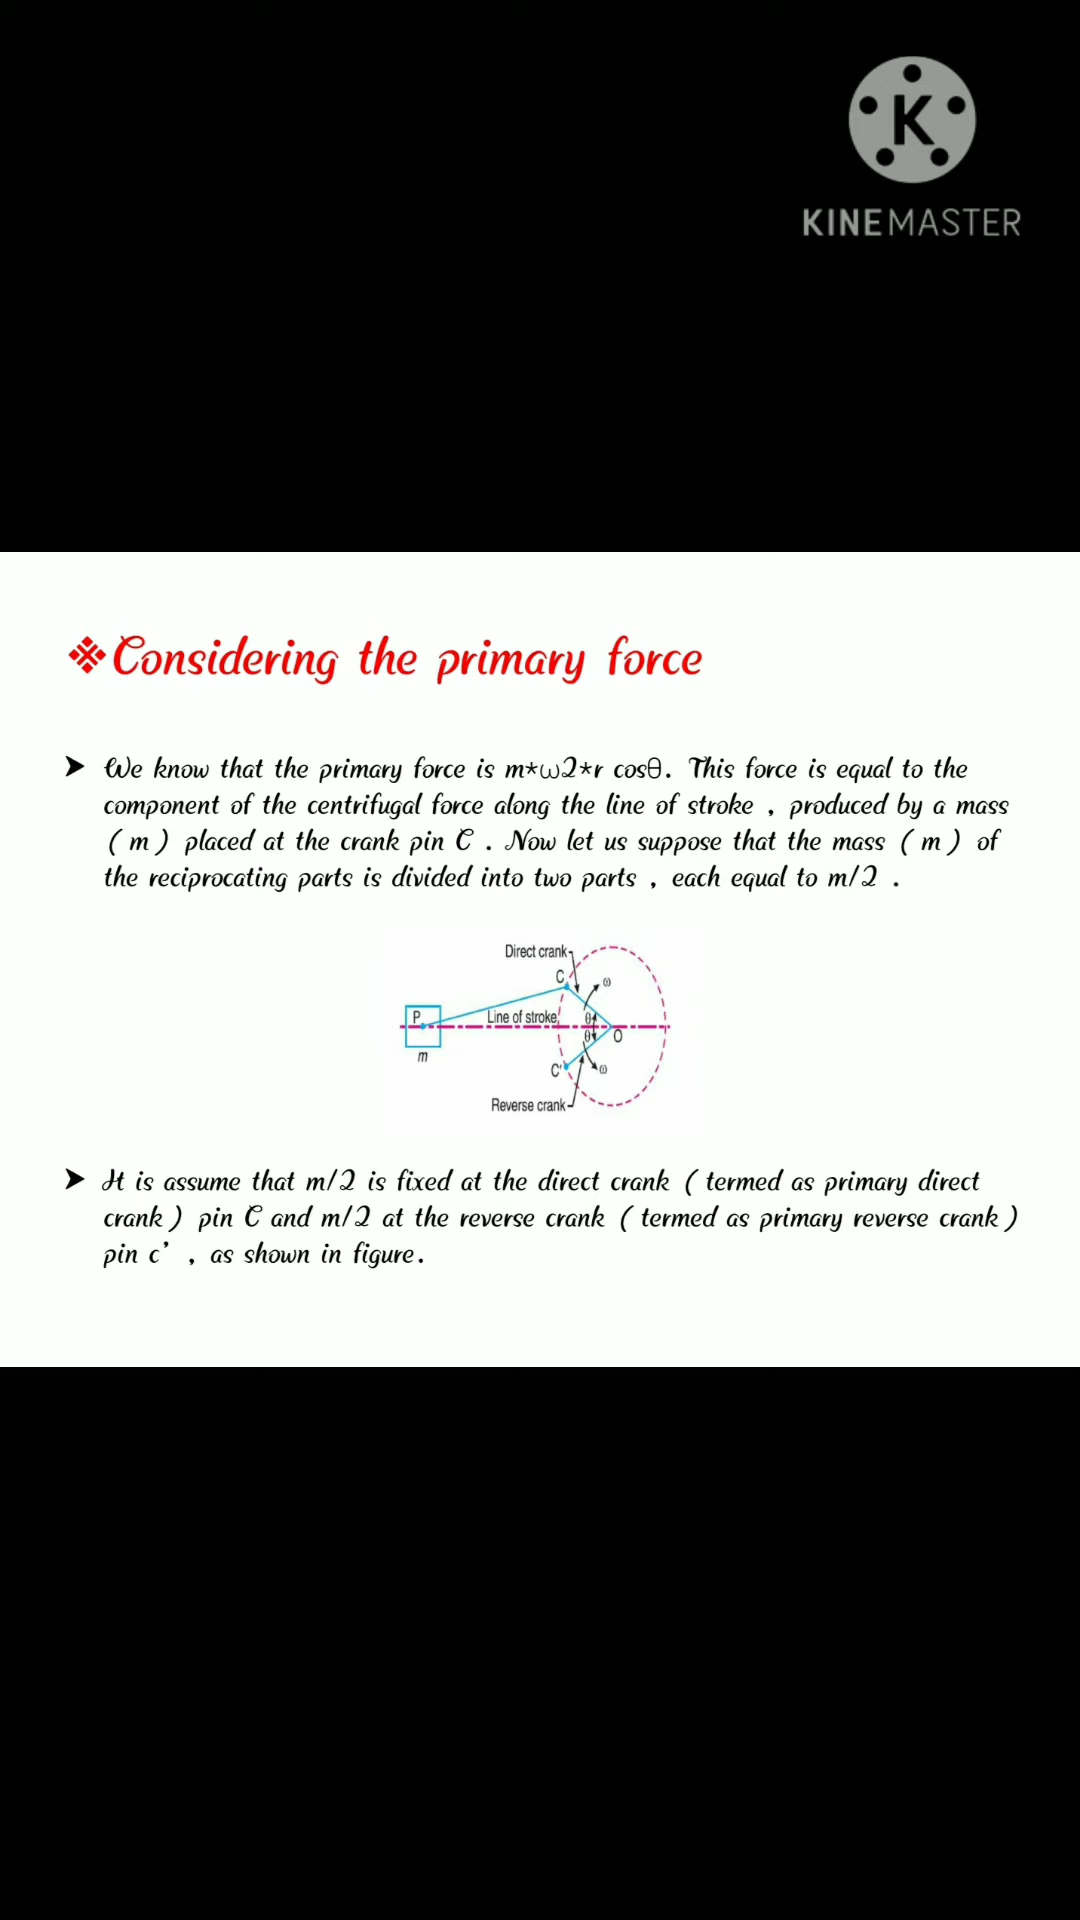 K
KINEMASTER
❖Considering the primary force
➤ We know that the primary force is m*ω2*r cosθ. This force is equal to the
component of the centrifugal force along the line of stroke , produced by a mass
( m ) placed at the crank pin C . Now let us suppose that the mass ( m ) of
the reciprocating parts is divided into two parts , each equal to m/2 .
Direct crank
C
ω
P
Line of stroke
θ
θ
O
m
C'
ω
Reverse crank
➤ It is assume that m/2 is fixed at the direct crank ( termed as primary direct
crank ) pin C and m/2 at the reverse crank ( termed as primary reverse crank )
pin c’ , as shown in figure.